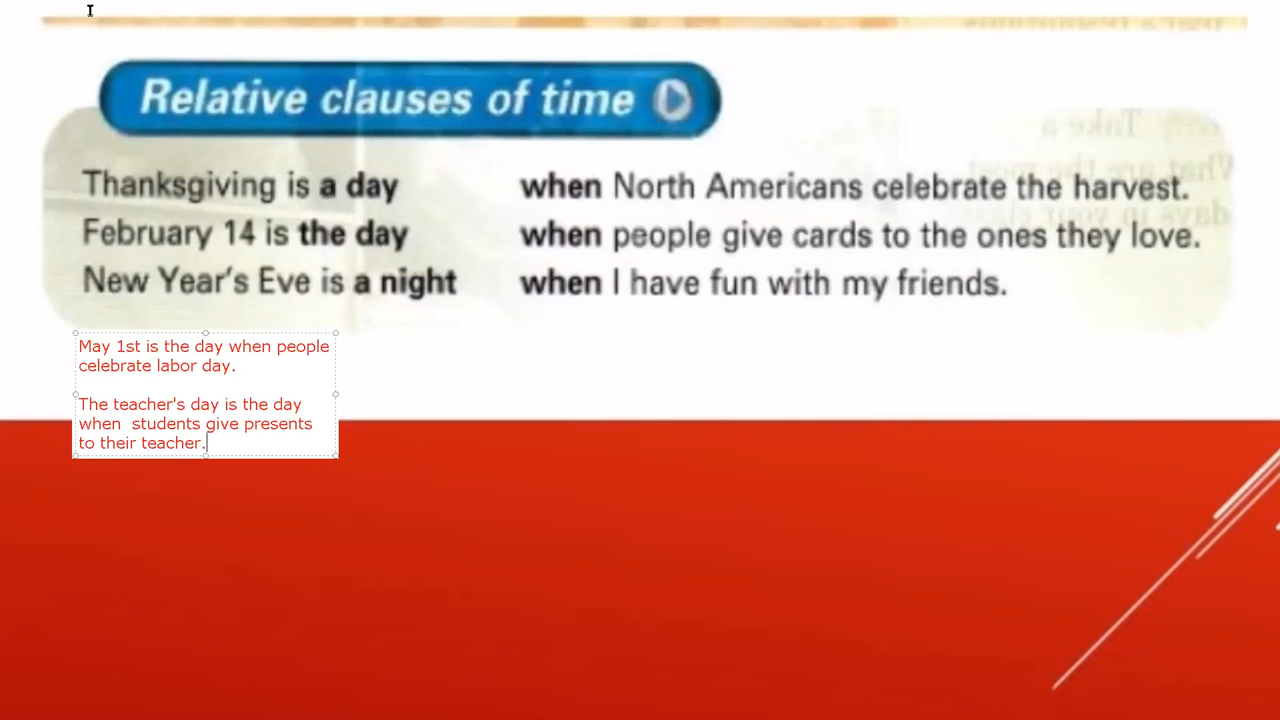 Relative clauses of time
Thanksgiving is a day when North Americans celebrate the harvest.
February 14 is the day when people give cards to the ones they love.
New Year's Eve is a night when I have fun with my friends.
May 1st is the day when people
celebrate labor day.
The teacher's day is the day
when  students give presents
to their teacher.